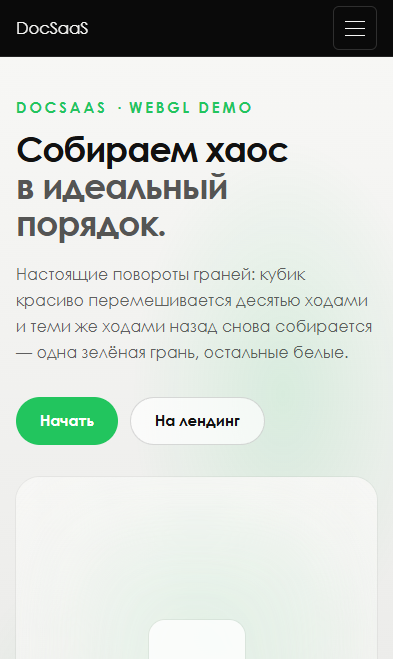 DocSaaS
DOCSAAS · WEBGL DEMO
Собираем хаос
в идеальный
порядок.
Настоящие повороты граней: кубик
красиво перемешивается десятью ходами
и теми же ходами назад снова собирается
— одна зелёная грань, остальные белые.
Начать
На лендинг